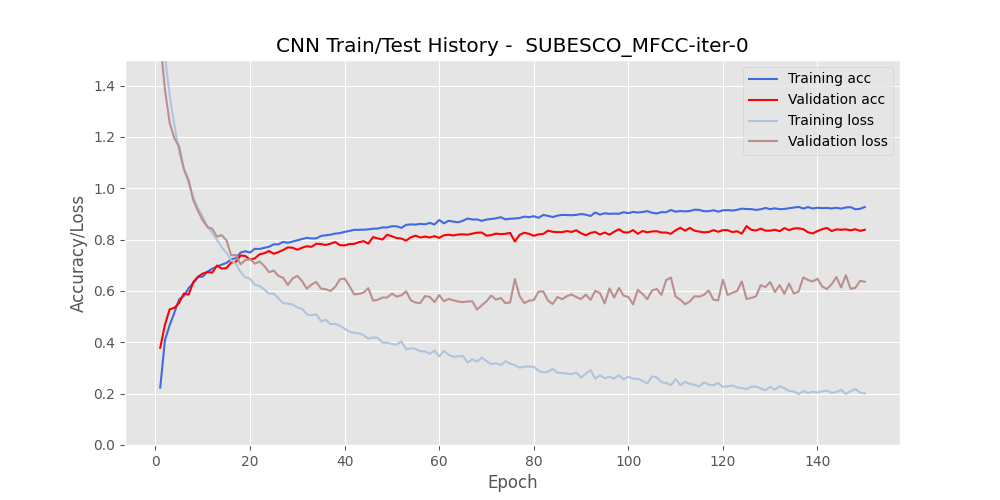 CNN Train/Test History -  SUBESCO_MFCC-iter-0
Training acc
Validation acc
Training loss
Validation loss
Accuracy/Loss
1.4
1.2
1.0
0.8
0.6
0.4
0.2
0.0
0 20 40 60 80 100 120 140
Epoch